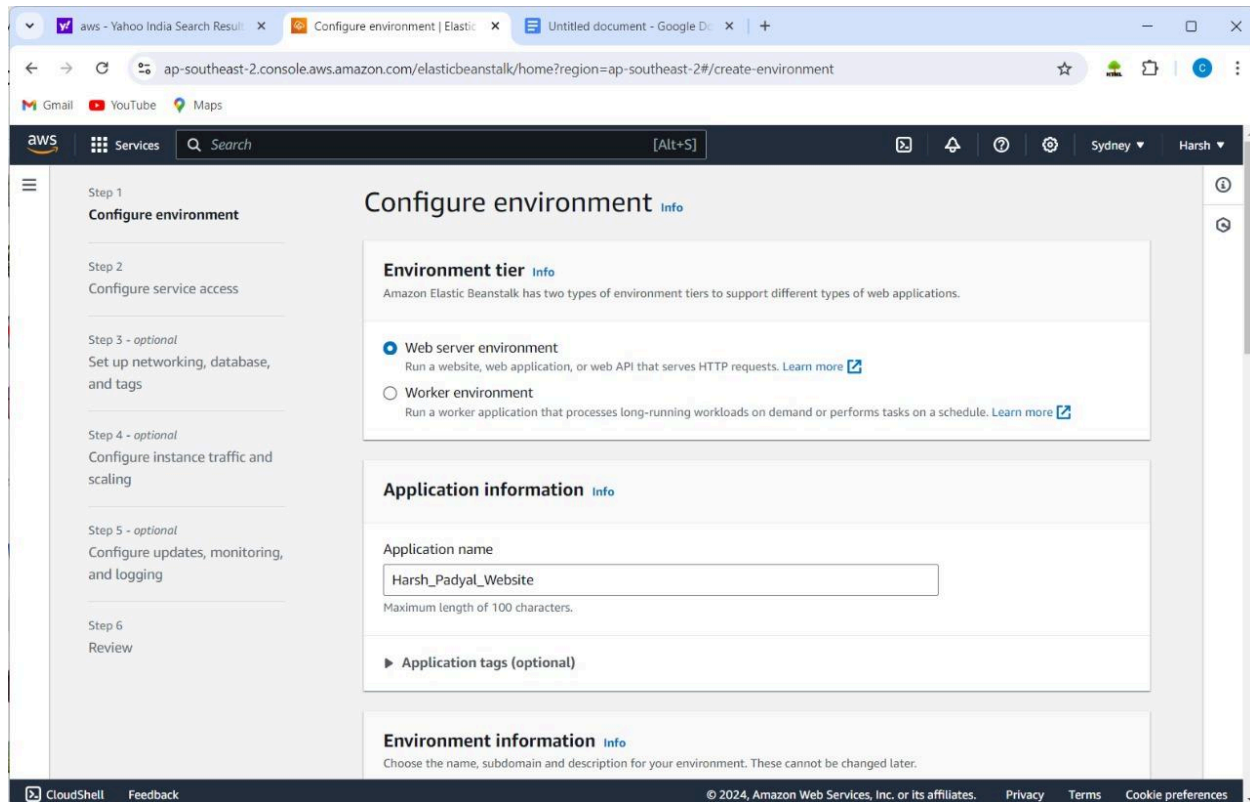 aws - Yahoo India Search Result
Configure environment | Elastic
Untitled document - Google Do
ap-southeast-2.console.aws.amazon.com/elasticbeanstalk/home?region=ap-southeast-2#/create-environment
Gmail YouTube Maps
aws Services Search [Alt+S] Sydney Harsh
Step 1
Configure environment
Step 2
Configure service access
Step 3 - optional
Set up networking, database,
and tags
Step 4 - optional
Configure instance traffic and
scaling
Step 5 - optional
Configure updates, monitoring,
and logging
Step 6
Review
Configure environment Info
Environment tier Info
Amazon Elastic Beanstalk has two types of environment tiers to support different types of web applications.
Web server environment
Run a website, web application, or web API that serves HTTP requests. Learn more
Worker environment
Run a worker application that processes long-running workloads on demand or performs tasks on a schedule. Learn more
Application information Info
Application name
Harsh_Padyal_Website
Maximum length of 100 characters.
Application tags (optional)
Environment information Info
Choose the name, subdomain and description for your environment. These cannot be changed later.
CloudShell Feedback © 2024, Amazon Web Services, Inc. or its affiliates. Privacy Terms Cookie preferences